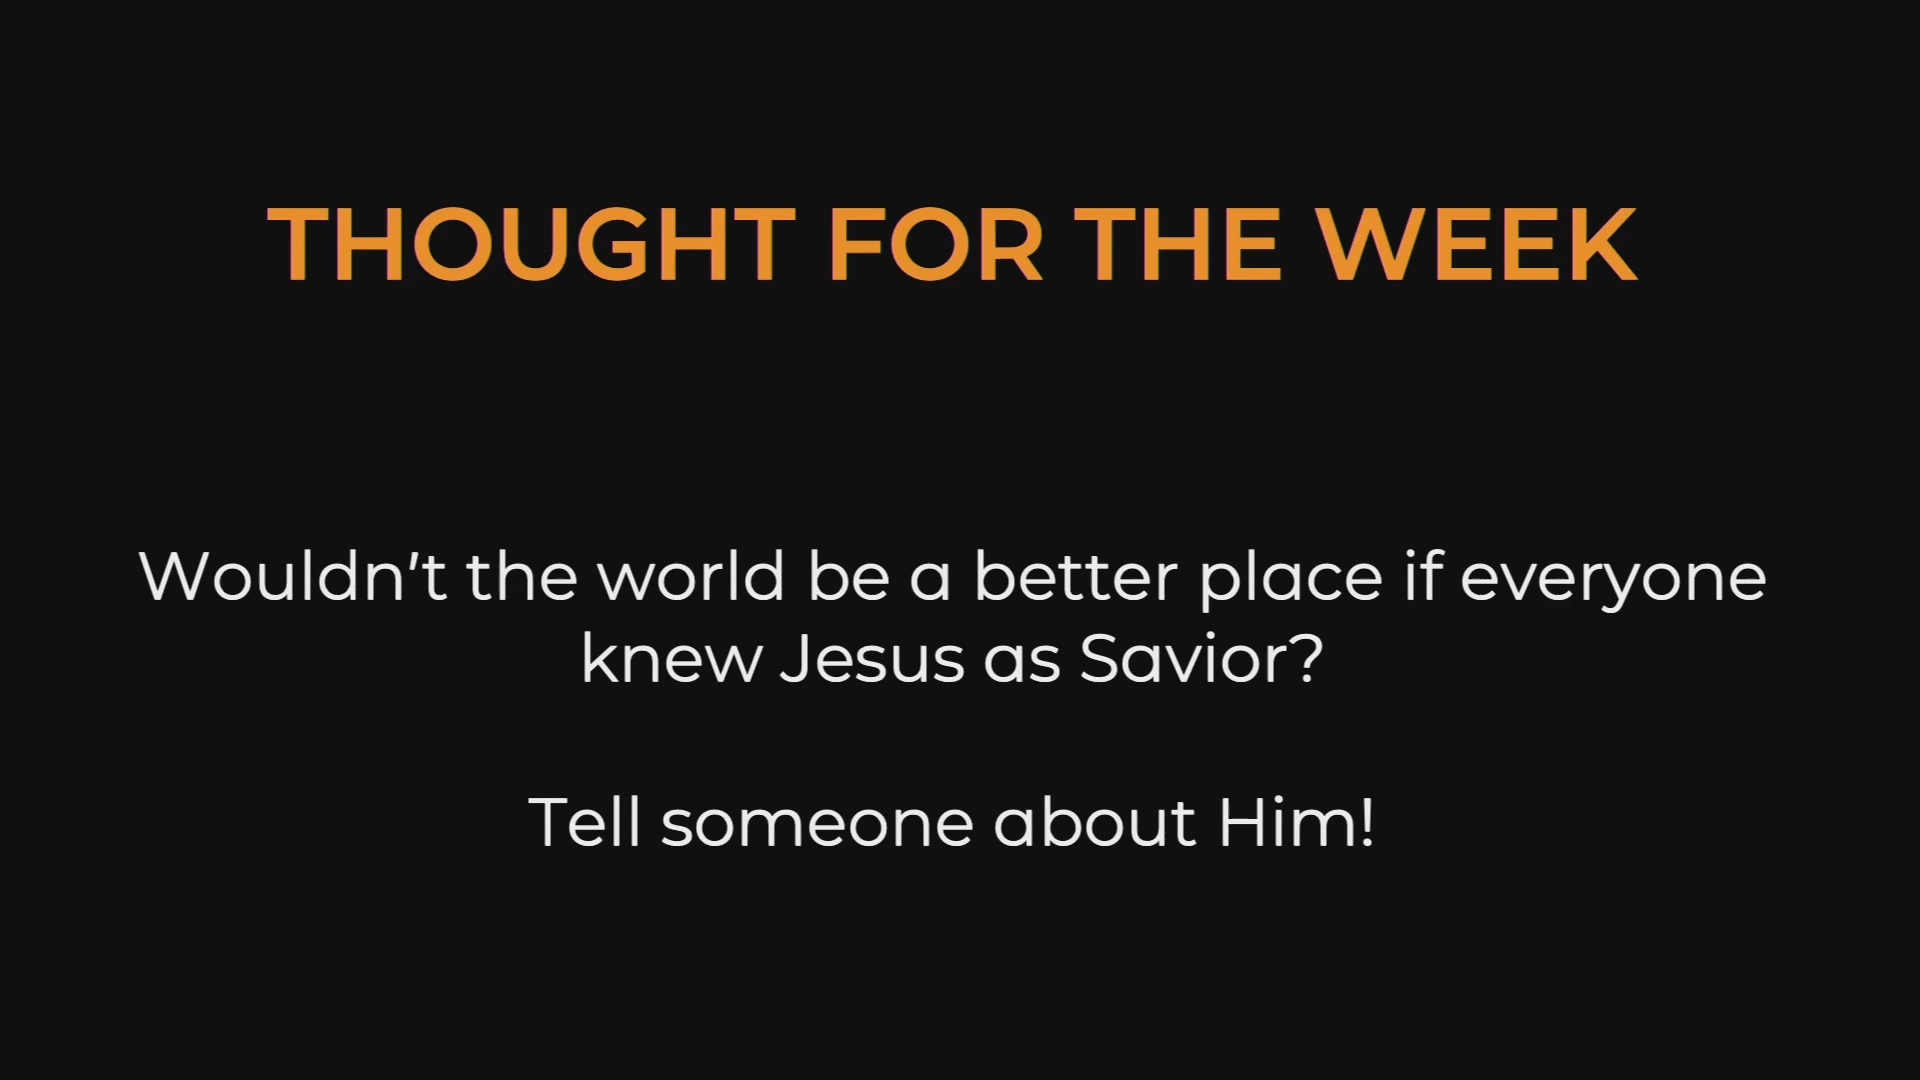 THOUGHT FOR THE WEEK
Wouldn't the world be a better place if everyone
knew Jesus as Savior?
Tell someone about Him!